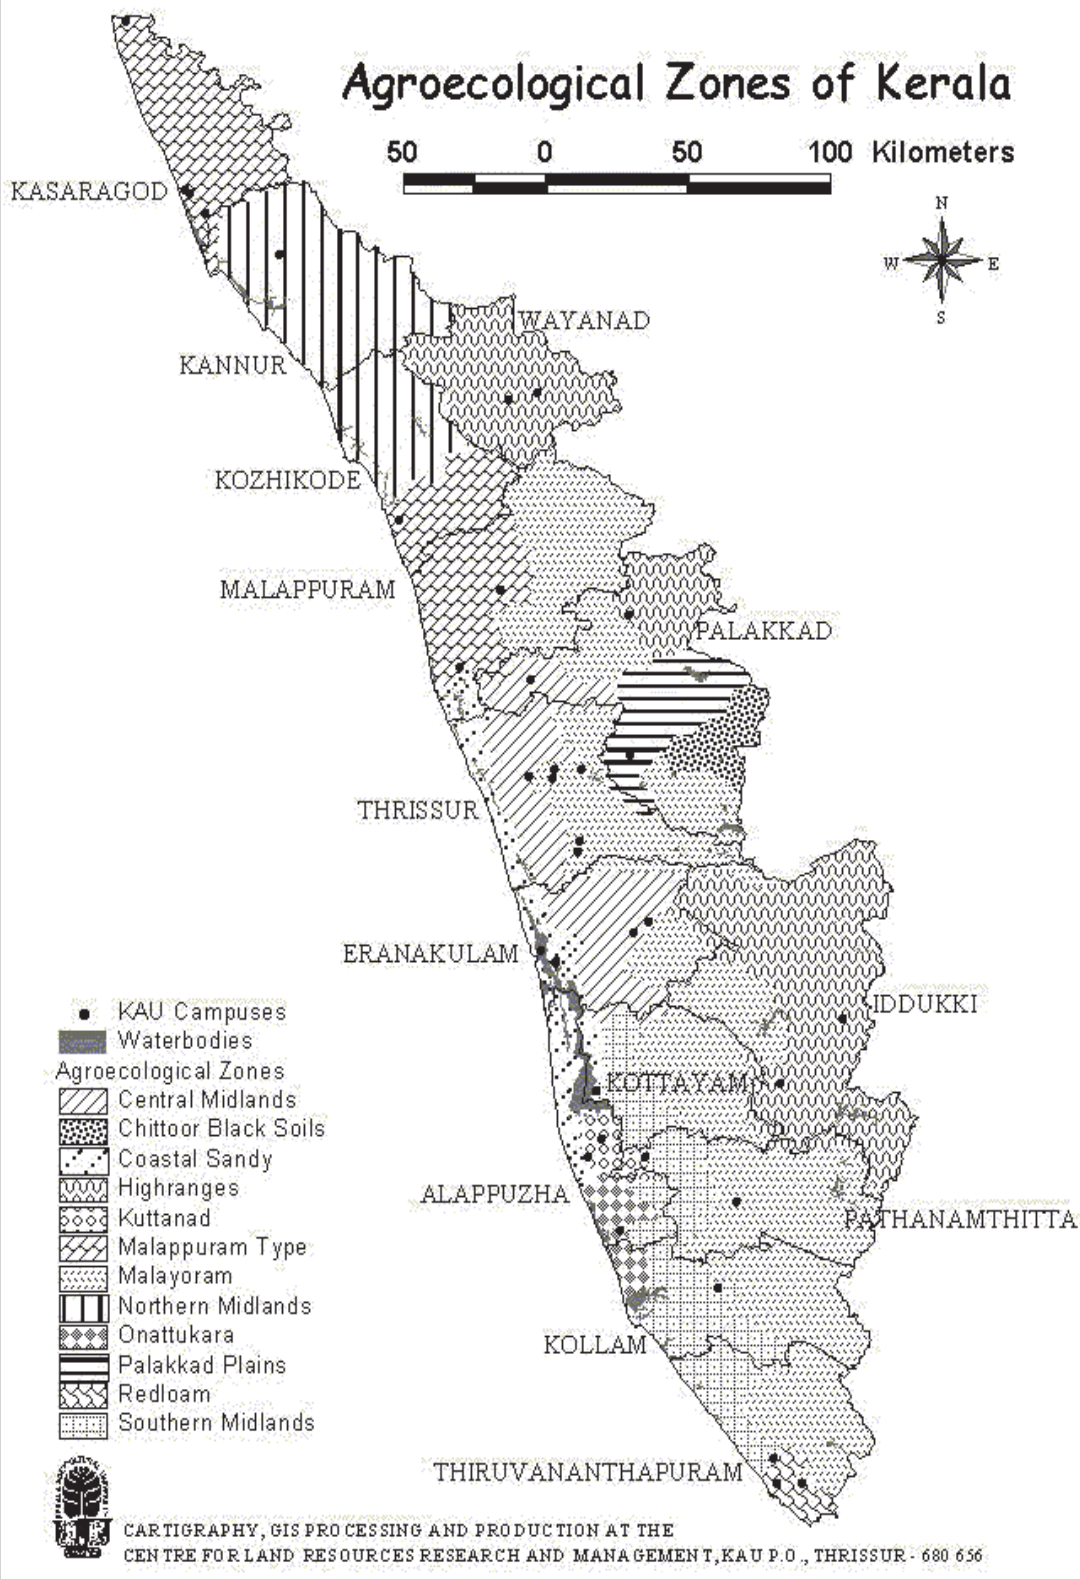 Agroecological Zones of Kerala
50 0 50 100 Kilometers
N
W E
S
KASARAGOD
WAYANAD
KANNUR
KOZHIKODE
MALAPPURAM
PALAKKAD
THRISSUR
ERANAKULAM
IDDUKKI
KOTTAYAM
ALAPPUZHA
PATHANAMTHITTA
KOLLAM
THIRUVANANTHAPURAM
KAU Campuses
Waterbodies
Agroecological Zones
Central Midlands
Chittoor Black Soils
Coastal Sandy
Highranges
Kuttanad
Malappuram Type
Malayoram
Northern Midlands
Onattukara
Palakkad Plains
Redloam
Southern Midlands
CARTIGRAPHY, GIS PROCESSING AND PRODUCTION AT THE
CENTRE FOR LAND RESOURCES RESEARCH AND MANAGEMENT, KAU P.O., THRISSUR - 680 656